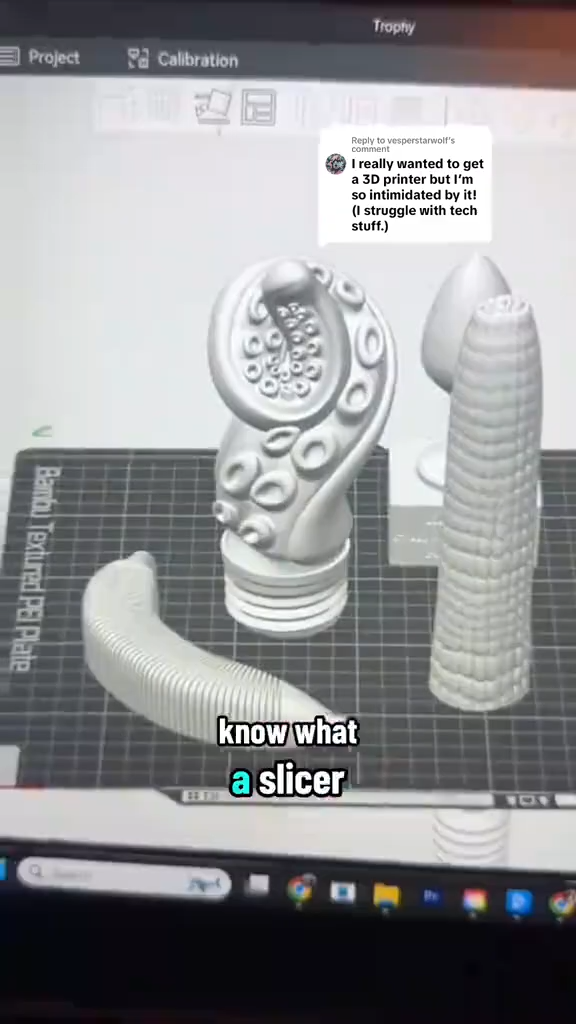 Trophy
Project
Calibration
Reply to vesperstarwolf's
comment
I really wanted to get
a 3D printer but I'm
so intimidated by it!
(I struggle with tech
stuff.)
Bambu Textured PEI Plate
know what
a slicer
Search